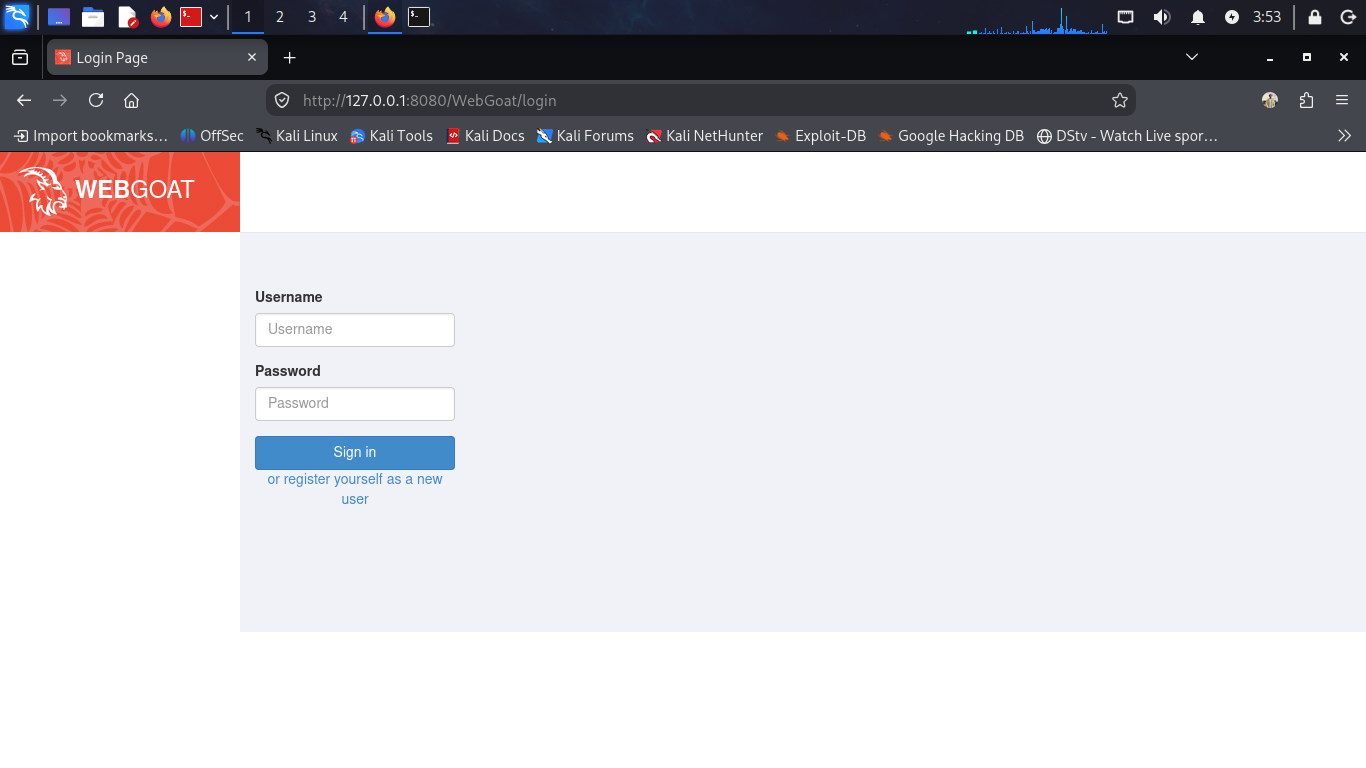 1 2 3 4 3:53
Login Page
http://127.0.0.1:8080/WebGoat/login
Import bookmarks… OffSec Kali Linux Kali Tools Kali Docs Kali Forums Kali NetHunter Exploit-DB Google Hacking DB DStv - Watch Live spor…
WEBGOAT
Username
Username
Password
Password
Sign in
or register yourself as a new
user